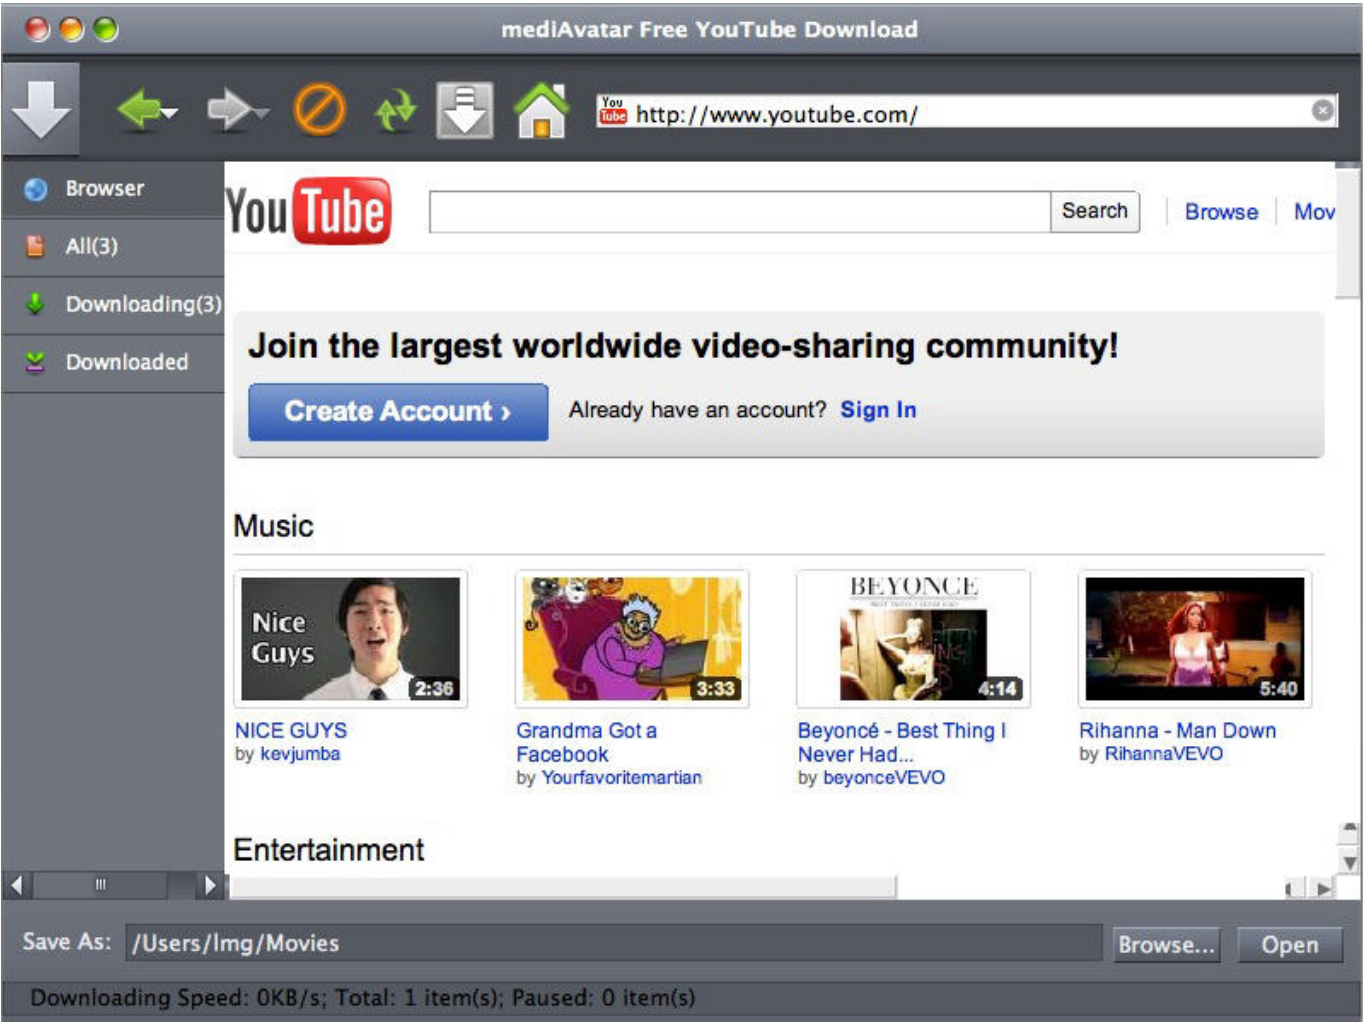 mediAvatar Free YouTube Download
You Tube http://www.youtube.com/
Browser
All(3)
Downloading(3)
Downloaded
You Tube
Search Browse Mov
Join the largest worldwide video-sharing community!
Create Account › Already have an account? Sign In
Music
Nice
Guys
2:36
3:33
BEYONCE
4:14
5:40
NICE GUYS
by kevjumba
Grandma Got a
Facebook
by Yourfavoritemartian
Beyoncé - Best Thing I
Never Had...
by beyonceVEVO
Rihanna - Man Down
by RihannaVEVO
Entertainment
Save As: /Users/lmg/Movies Browse... Open
Downloading Speed: 0KB/s; Total: 1 item(s); Paused: 0 item(s)